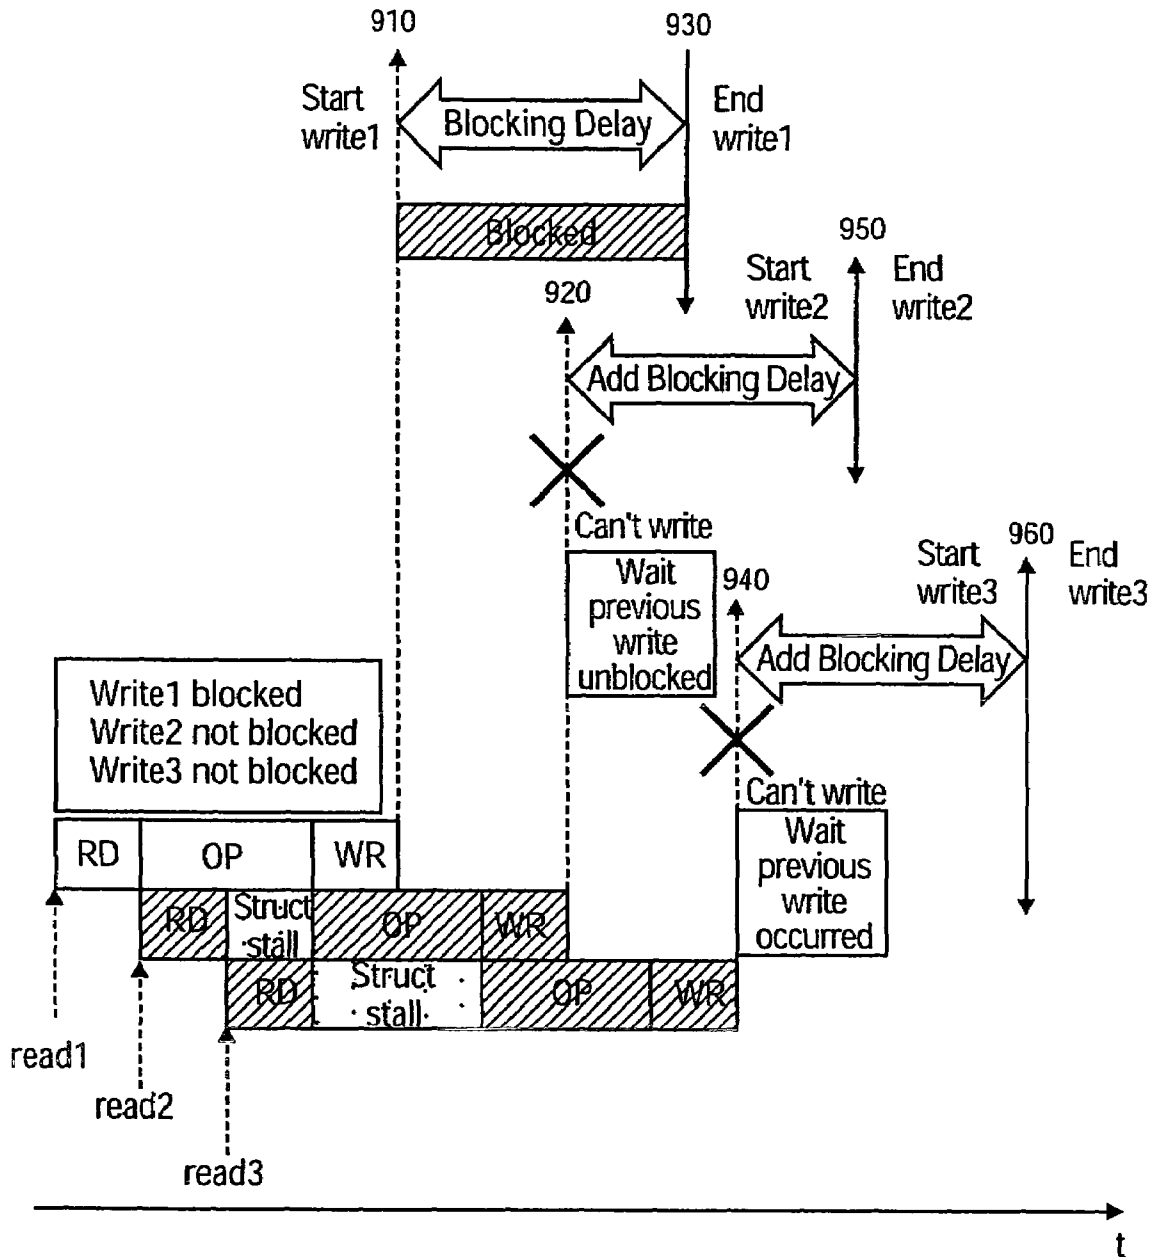 910
930
Start
write1
Blocking Delay
End
write1
Blocked
950
920
Start
write2
End
write2
Add Blocking Delay
Can't write
Wait
previous
write
unblocked
940
960
Start
write3
End
write3
Add Blocking Delay
Write1 blocked
Write2 not blocked
Write3 not blocked
Can't write
Wait
previous
write
occurred
RD
OP
WR
RD
Struct
stall
OP
WR
RD
Struct
stall
OP
WR
read1
read2
read3
t